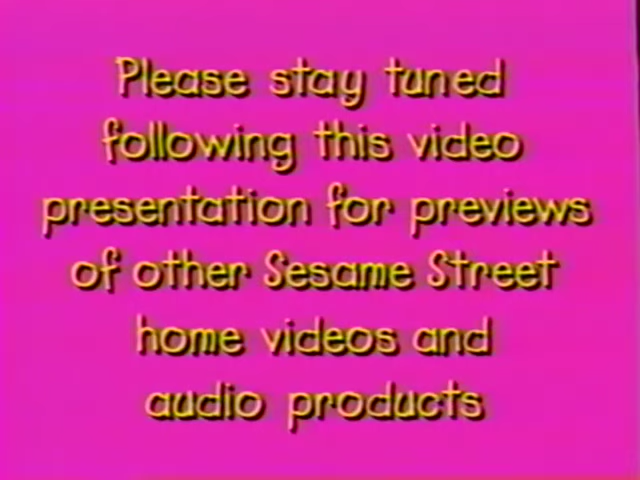 Please stay tuned
following this video
presentation for previews
of other Sesame Street
home videos and
audio products